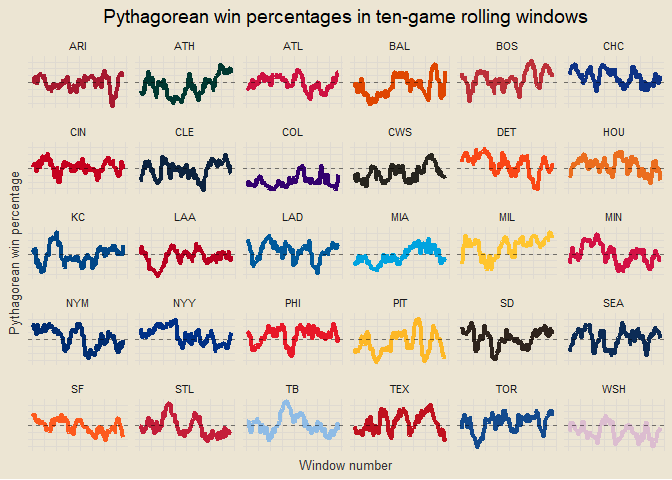 Pythagorean win percentages in ten-game rolling windows
ARI ATH ATL BAL BOS CHC
CIN CLE COL CWS DET HOU
KC LAA LAD MIA MIL MIN
NYM NYY PHI PIT SD SEA
SF STL TB TEX TOR WSH
Pythagorean win percentage
Window number